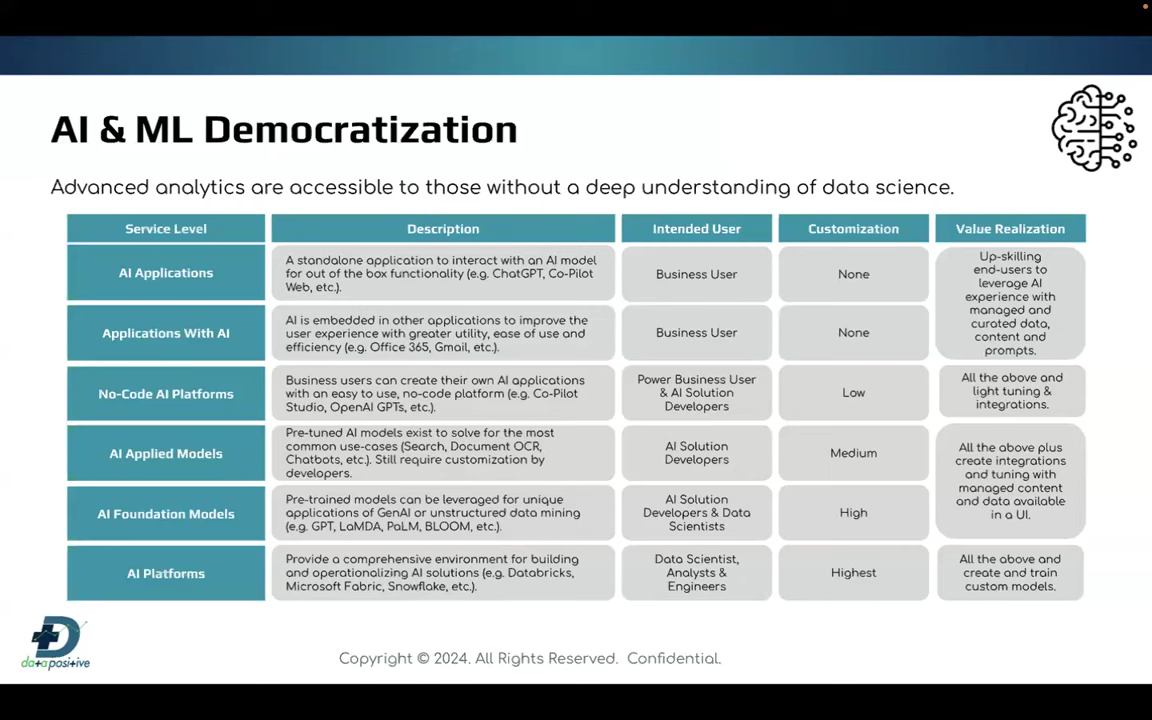 AI & ML Democratization
Advanced analytics are accessible to those without a deep understanding of data science.
Service Level
Description
Intended User
Customization
Value Realization
AI Applications
A standalone application to interact with an AI model
for out of the box functionality (e.g. ChatGPT, Co-Pilot
Web, etc.).
Business User
None
Up-skilling
end-users to
leverage AI
experience with
managed and
curated data,
content and
prompts.
Applications With AI
AI is embedded in other applications to improve the
user experience with greater utility, ease of use and
efficiency (e.g. Office 365, Gmail, etc.).
Business User
None
No-Code AI Platforms
Business users can create their own AI applications
with an easy to use, no-code platform (e.g. Co-Pilot
Studio, OpenAI GPTs, etc.).
Power Business User
& AI Solution
Developers
Low
All the above and
light tuning &
integrations.
AI Applied Models
Pre-tuned AI models exist to solve for the most
common use-cases (Search, Document OCR,
Chatbots, etc.). Still require customization by
developers.
AI Solution
Developers
Medium
All the above plus
create integrations
and tuning with
managed content
and data available
in a UI.
AI Foundation Models
Pre-trained models can be leveraged for unique
applications of GenAI or unstructured data mining
(e.g. GPT, LaMDA, PaLM, BLOOM, etc.).
AI Solution
Developers & Data
Scientists
High
AI Platforms
Provide a comprehensive environment for building
and operationalizing AI solutions (e.g. Databricks,
Microsoft Fabric, Snowflake, etc.).
Data Scientist,
Analysts &
Engineers
Highest
All the above and
create and train
custom models.
data positive
Copyright © 2024. All Rights Reserved. Confidential.